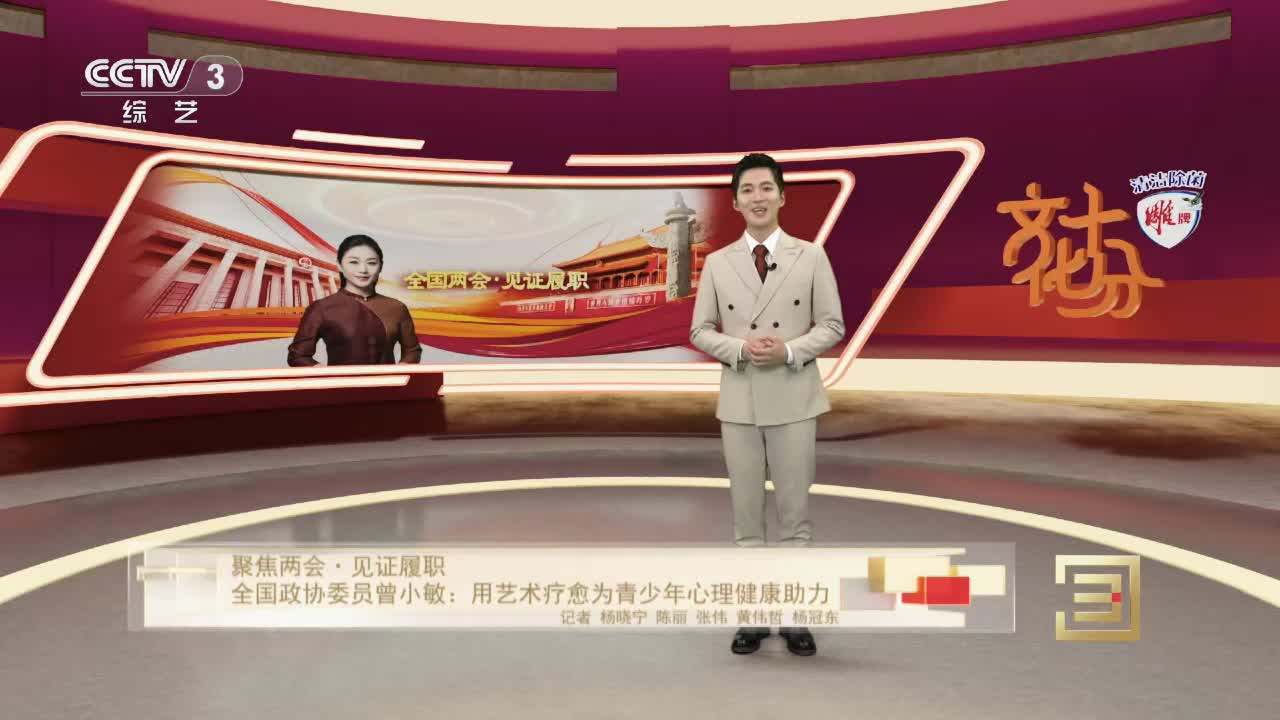 CCTV 3
综艺
清洁除菌
雕牌
文化十分
全国两会·见证履职
聚焦两会·见证履职
全国政协委员曾小敏：用艺术疗愈为青少年心理健康助力
记者 杨晓宁 陈丽 张伟 黄伟哲 杨冠东